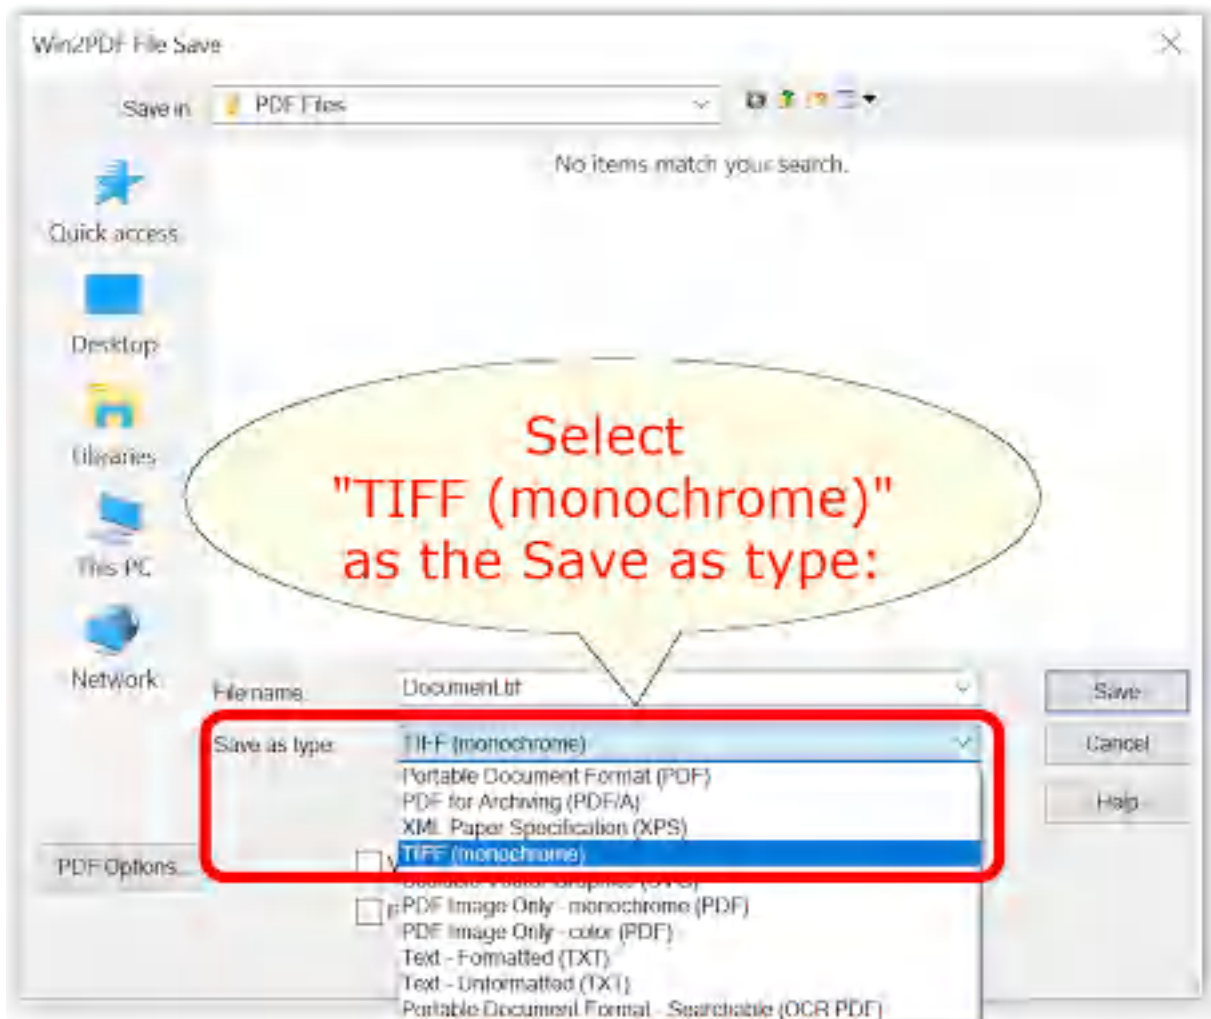 Win2PDF File Save
Save in
PDF Files
No items match your search.
Quick access
Desktop
Libraries
This PC
Network
Select
"TIFF (monochrome)"
as the Save as type:
File name
Document.tif
Save
Save as type:
TIFF (monochrome)
Cancel
Portable Document Format (PDF)
PDF for Archiving (PDF/A)
Help
XML Paper Specification (XPS)
TIFF (monochrome)
PDF Options...
Scalable Vector Graphics (SVG)
PDF Image Only - monochrome (PDF)
PDF Image Only - color (PDF)
Text - Formatted (TXT)
Text - Unformatted (TXT)
Portable Document Format - Searchable (OCR PDF)